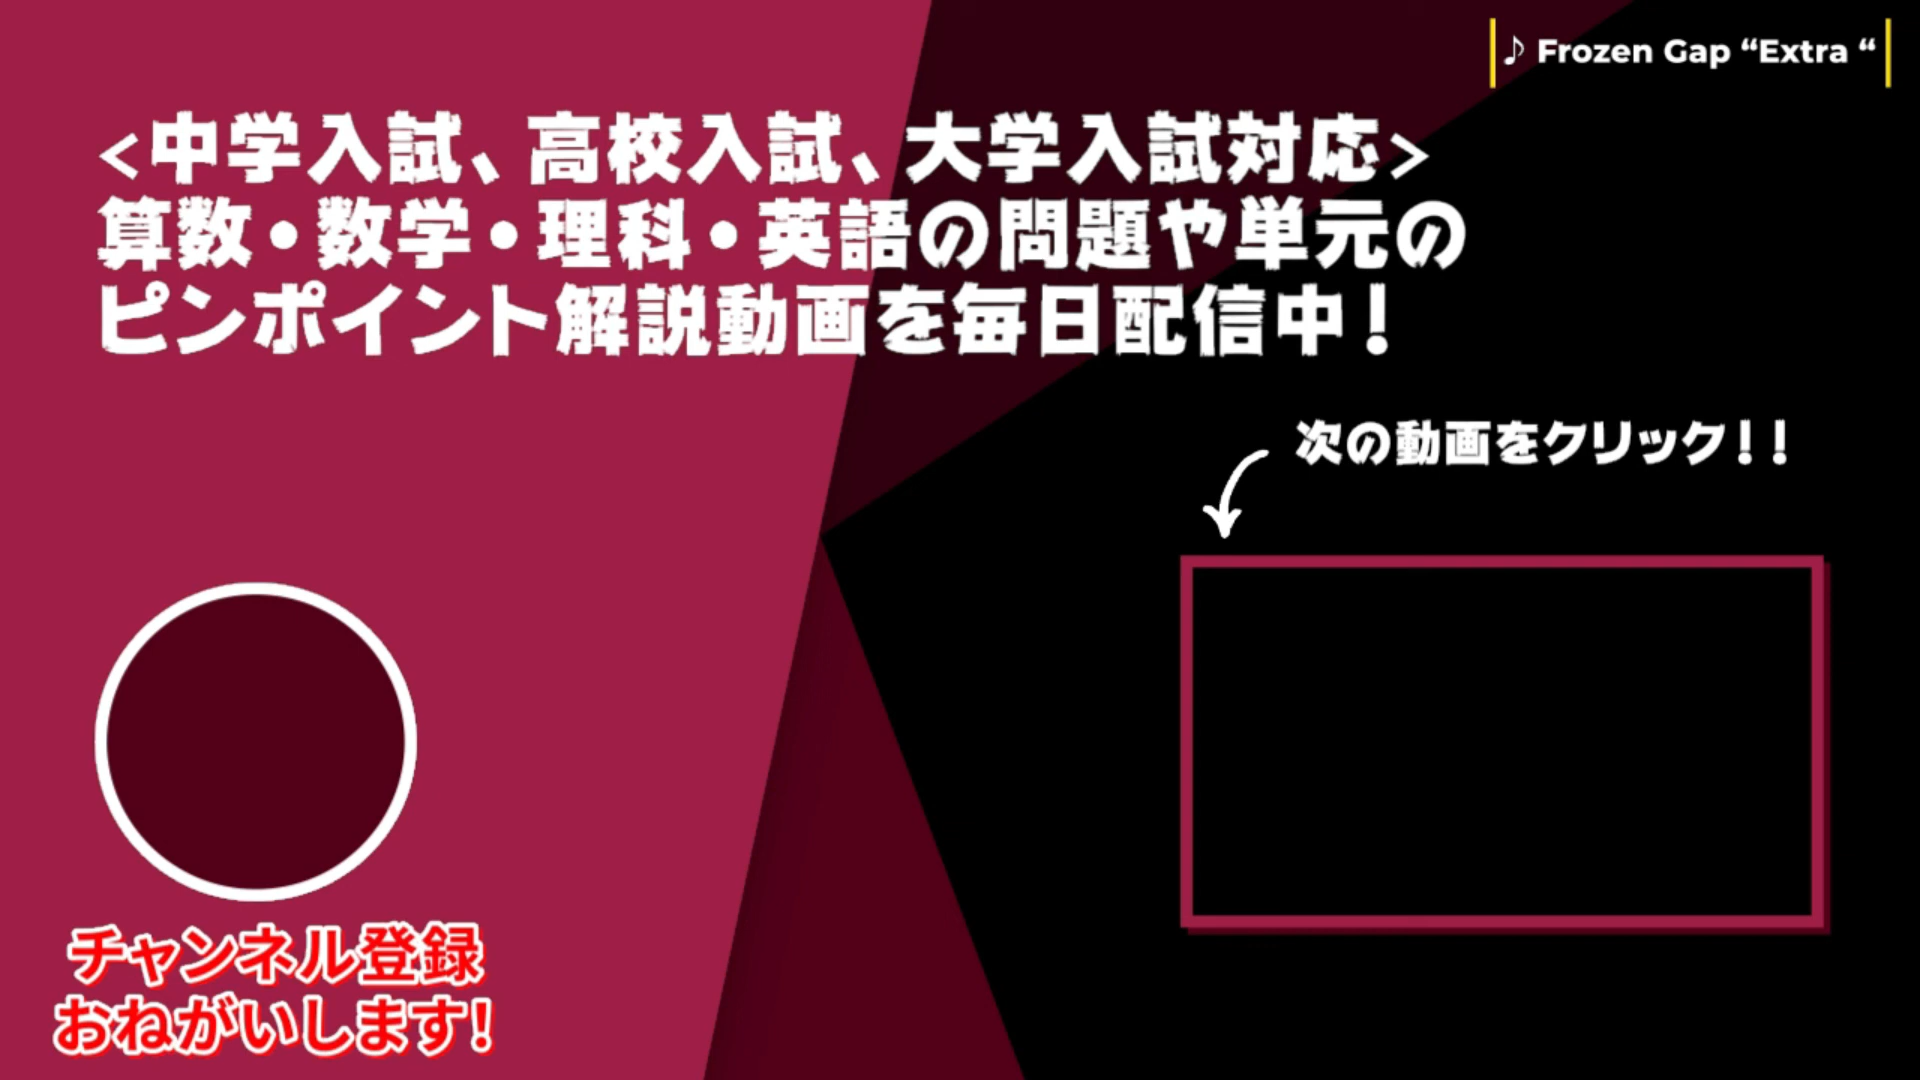 ♪ Frozen Gap “Extra “
<中学入試、高校入試、大学入試対応>
算数・数学・理科・英語の問題や単元の
ピンポイント解説動画を毎日配信中!
次の動画をクリック!!
チャンネル登録
おねがいします!